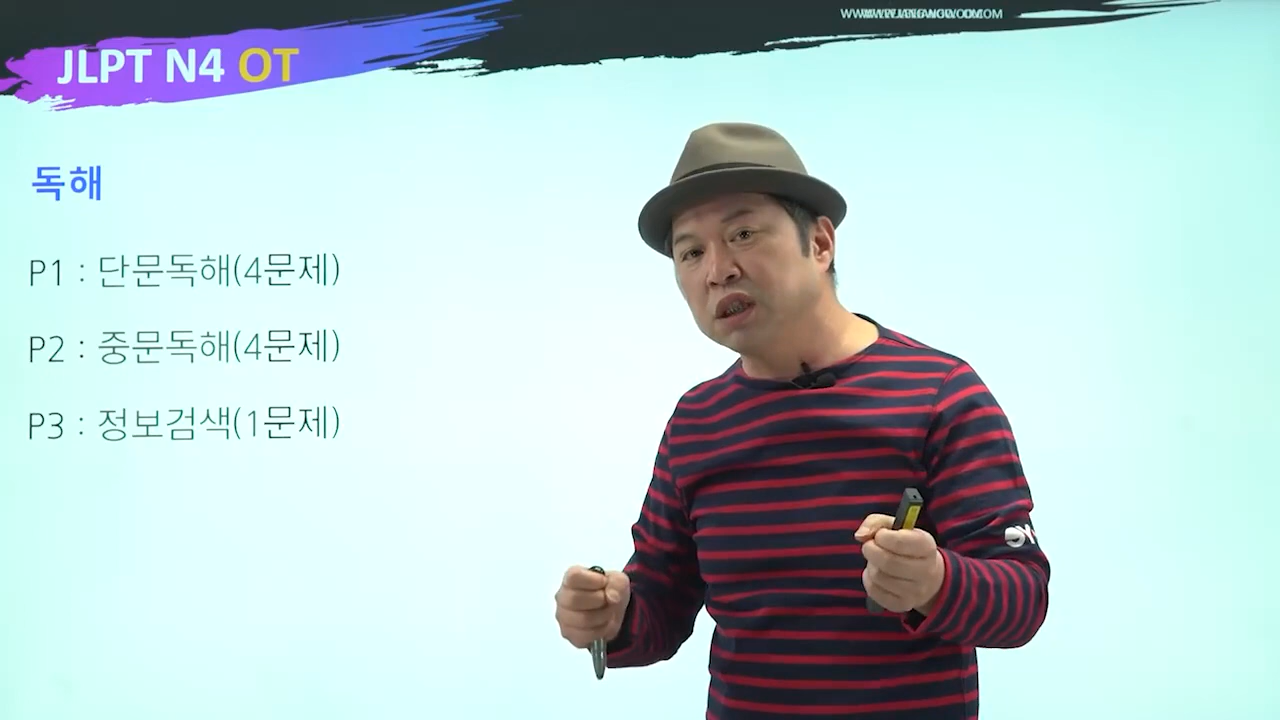 JLPT N4 OT
독해
P1 : 단문독해(4문제)
P2 : 중문독해(4문제)
P3 : 정보검색(1문제)